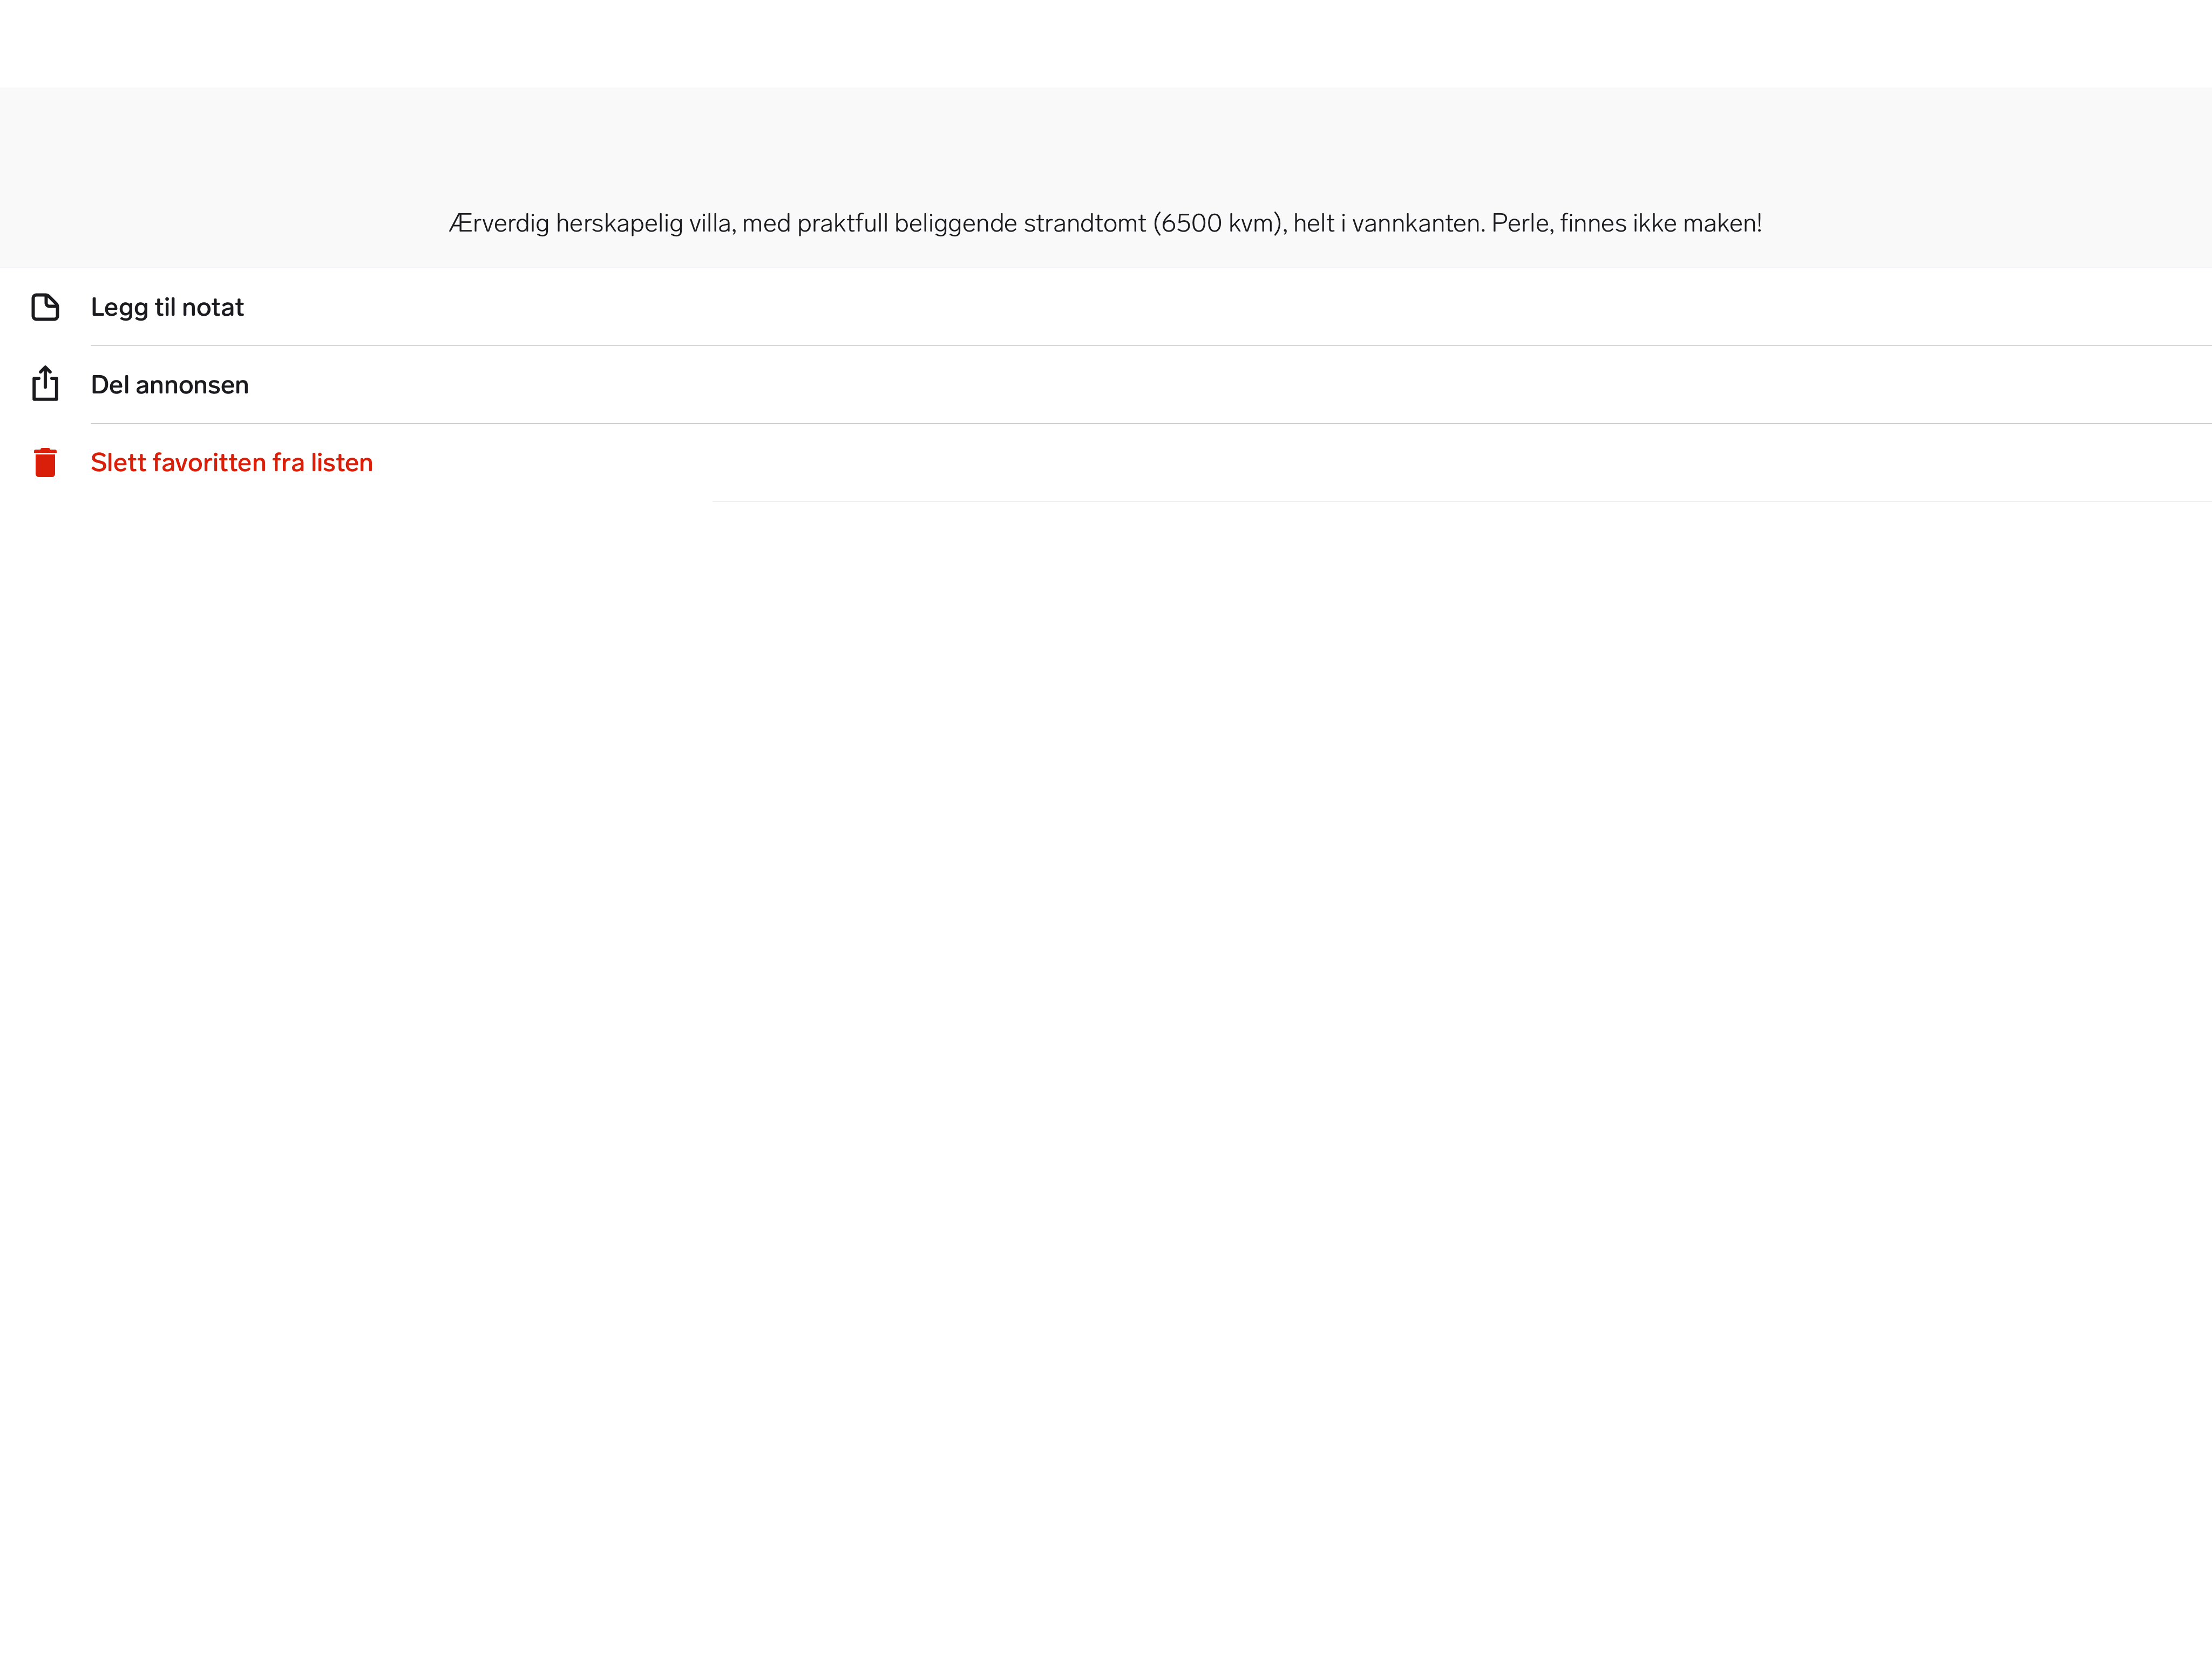 Ærverdig herskapelig villa, med praktfull beliggende strandtomt (6500 kvm), helt i vannkanten. Perle, finnes ikke maken!
Legg til notat
Del annonsen
Slett favoritten fra listen